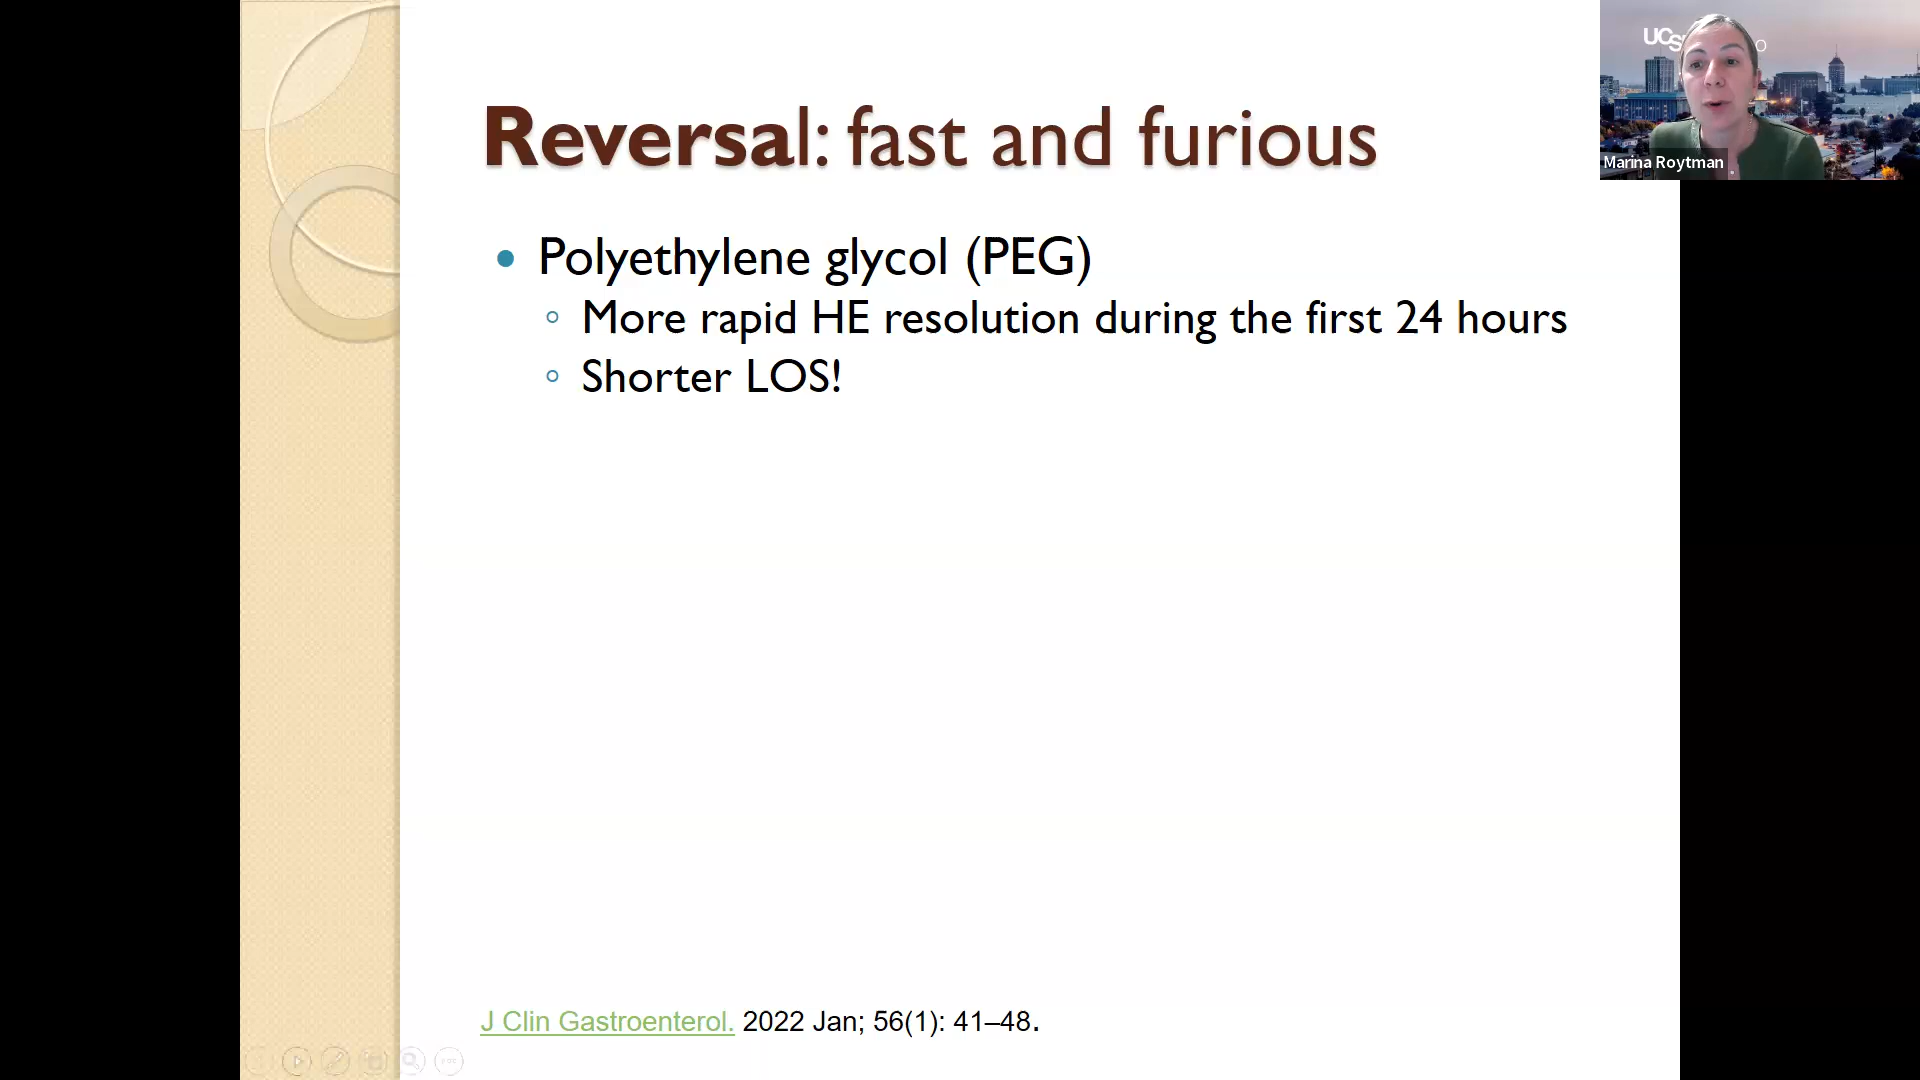 Reversal: fast and furious
Polyethylene glycol (PEG)
More rapid HE resolution during the first 24 hours
Shorter LOS!
J Clin Gastroenterol. 2022 Jan; 56(1): 41–48.
Marina Roytman